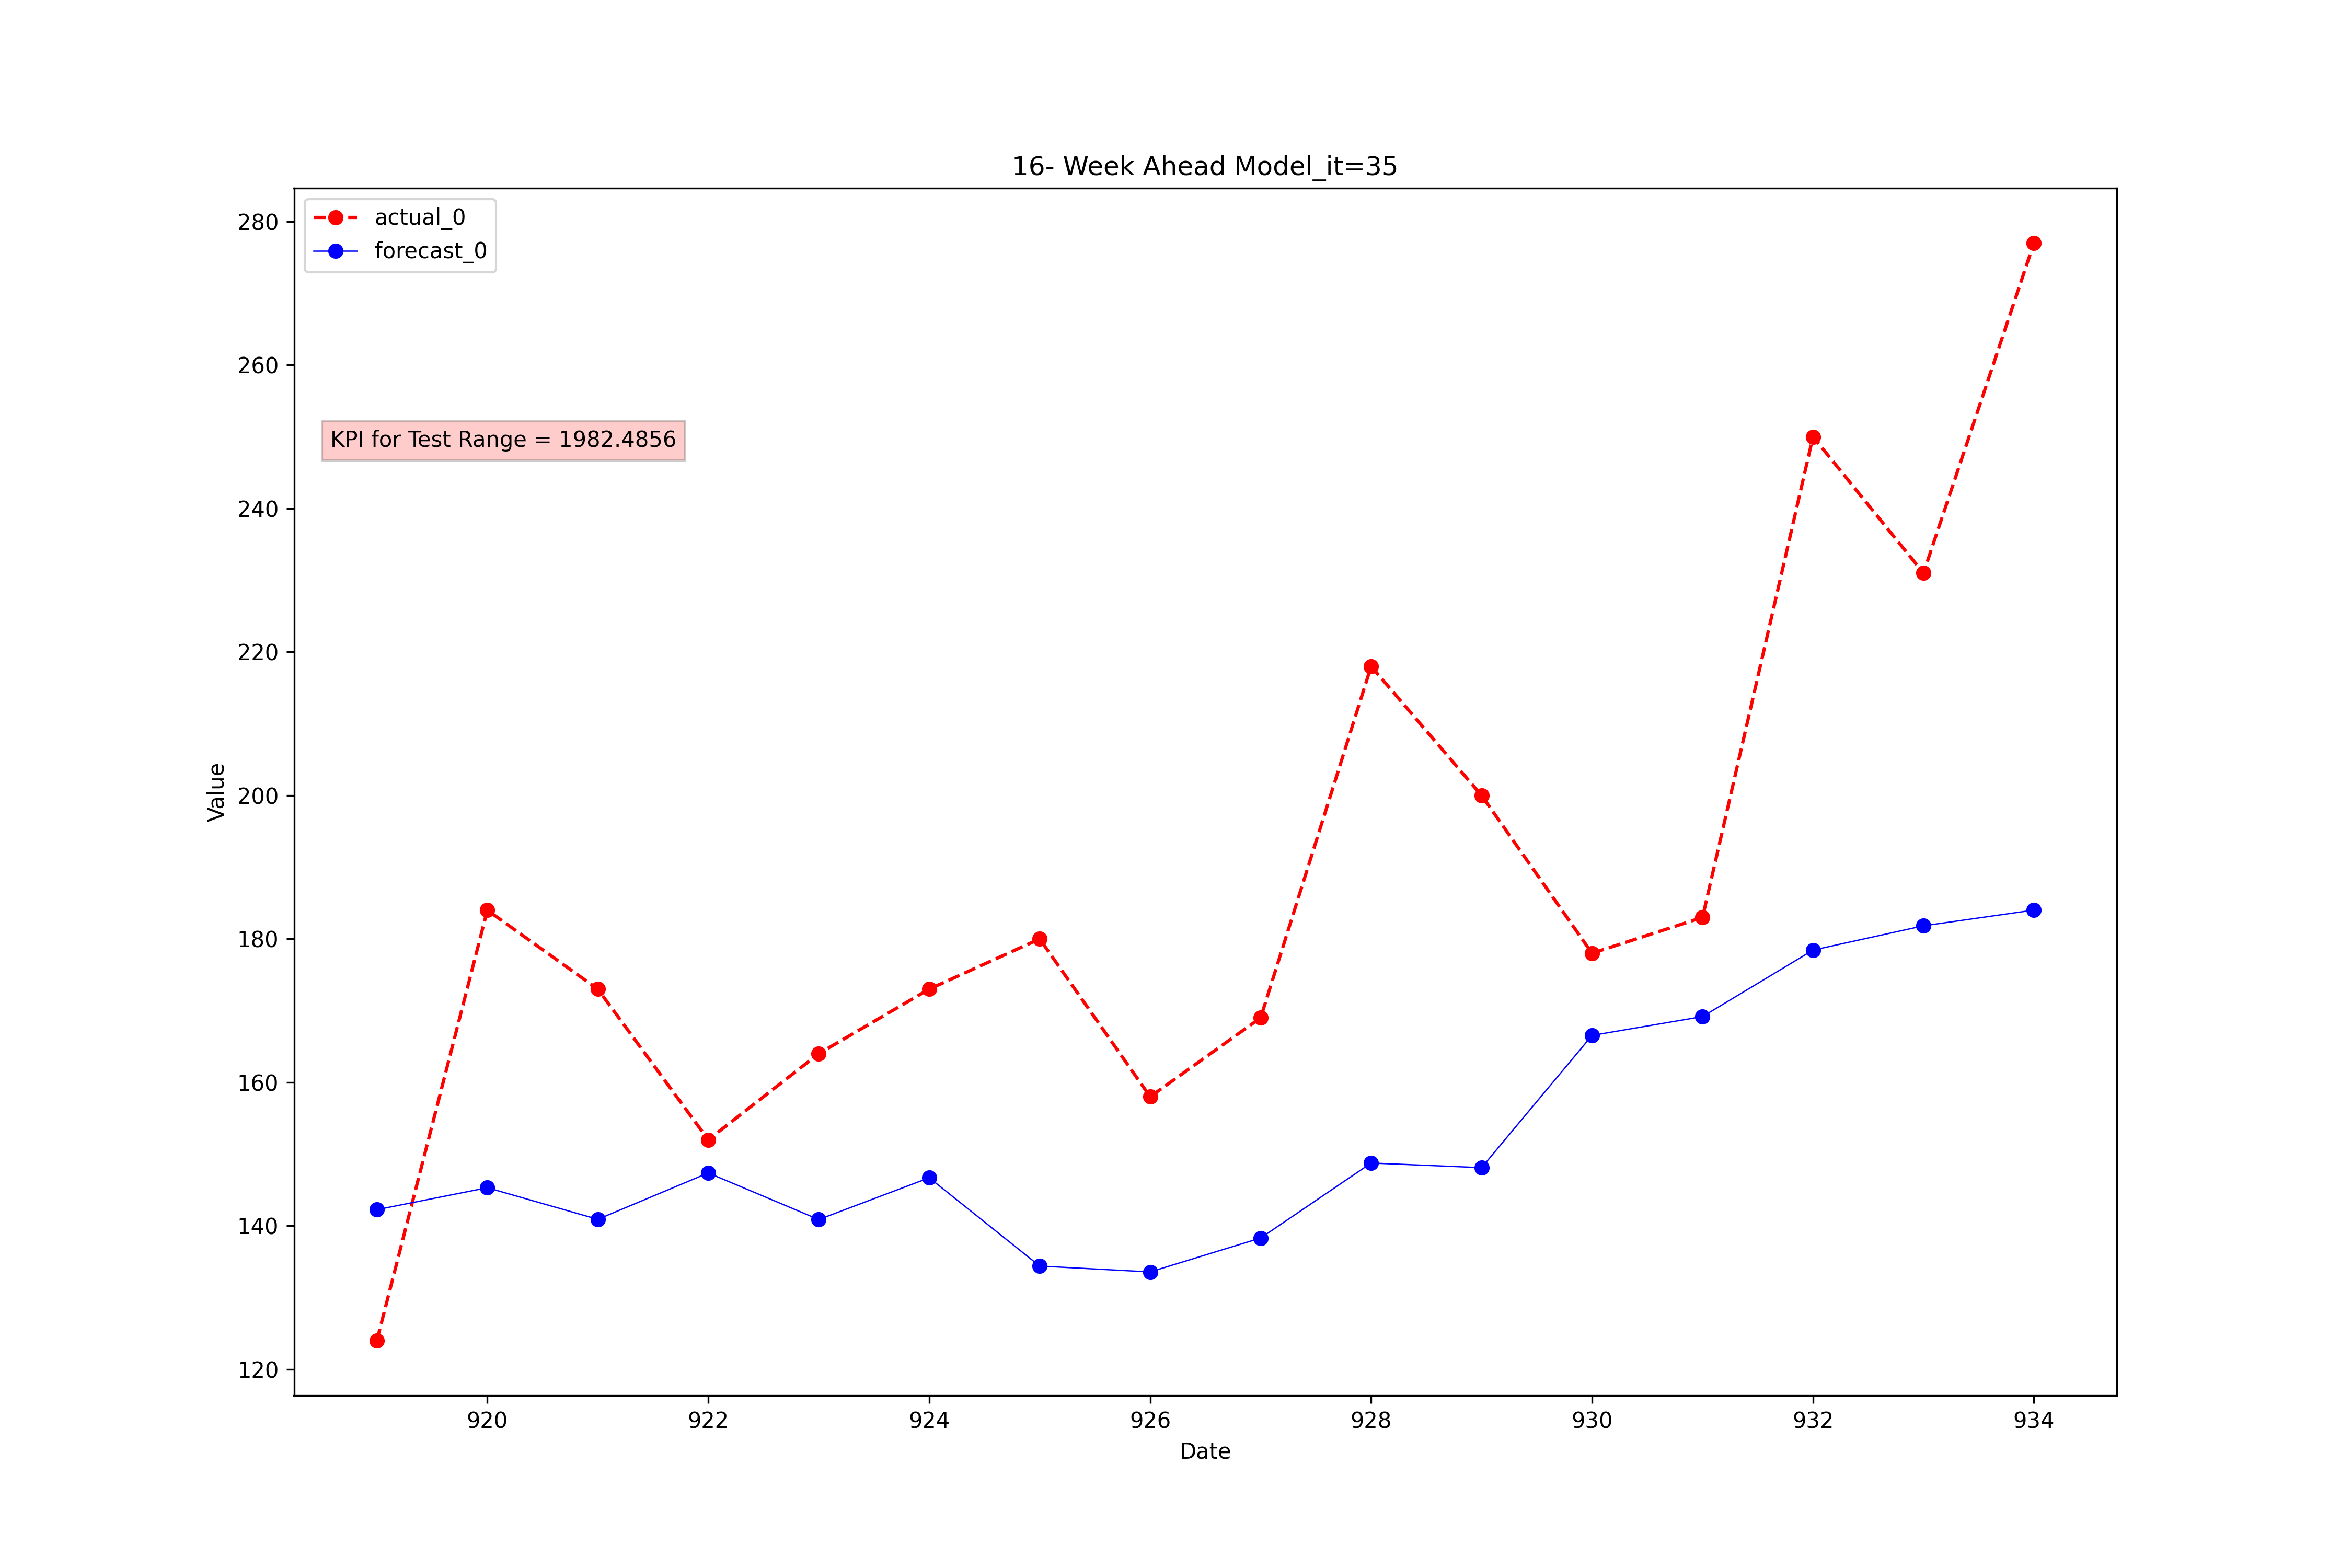 16- Week Ahead Model_it=35
actual_0
forecast_0
KPI for Test Range = 1982.4856
Value
280
260
240
220
200
180
160
140
120
920 922 924 926 928 930 932 934
Date